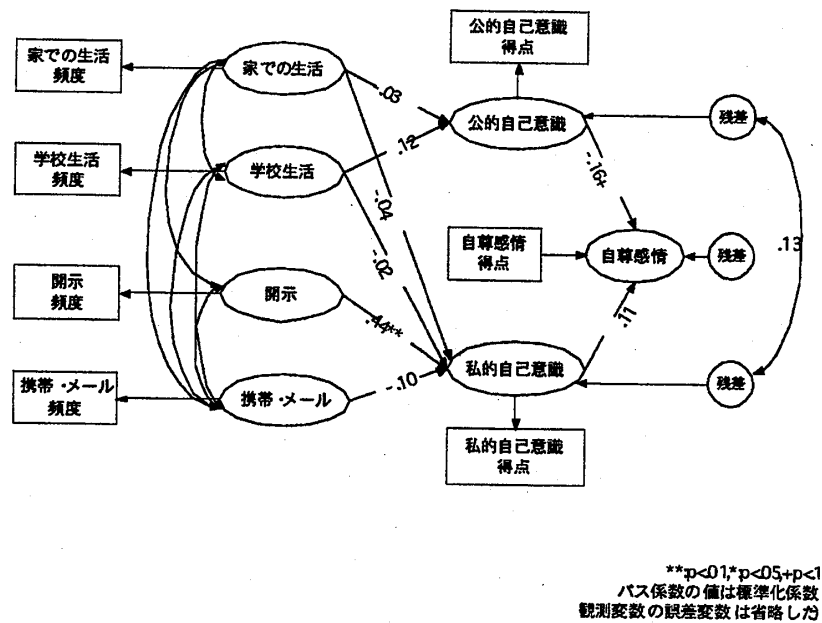 公的自己意識
得点
家での生活
頻度
家での生活
.03
公的自己意識
残差
学校生活
頻度
学校生活
.12
-.16+
-.04
自尊感情
得点
自尊感情
残差
.13
-.02
開示
頻度
開示
.44**
.11
携帯・メール
頻度
携帯・メール
-.10
私的自己意識
残差
私的自己意識
得点
**:p<.01,*:p<.05,+p<.1
パス係数の値は標準化係数
観測変数の誤差変数は省略した